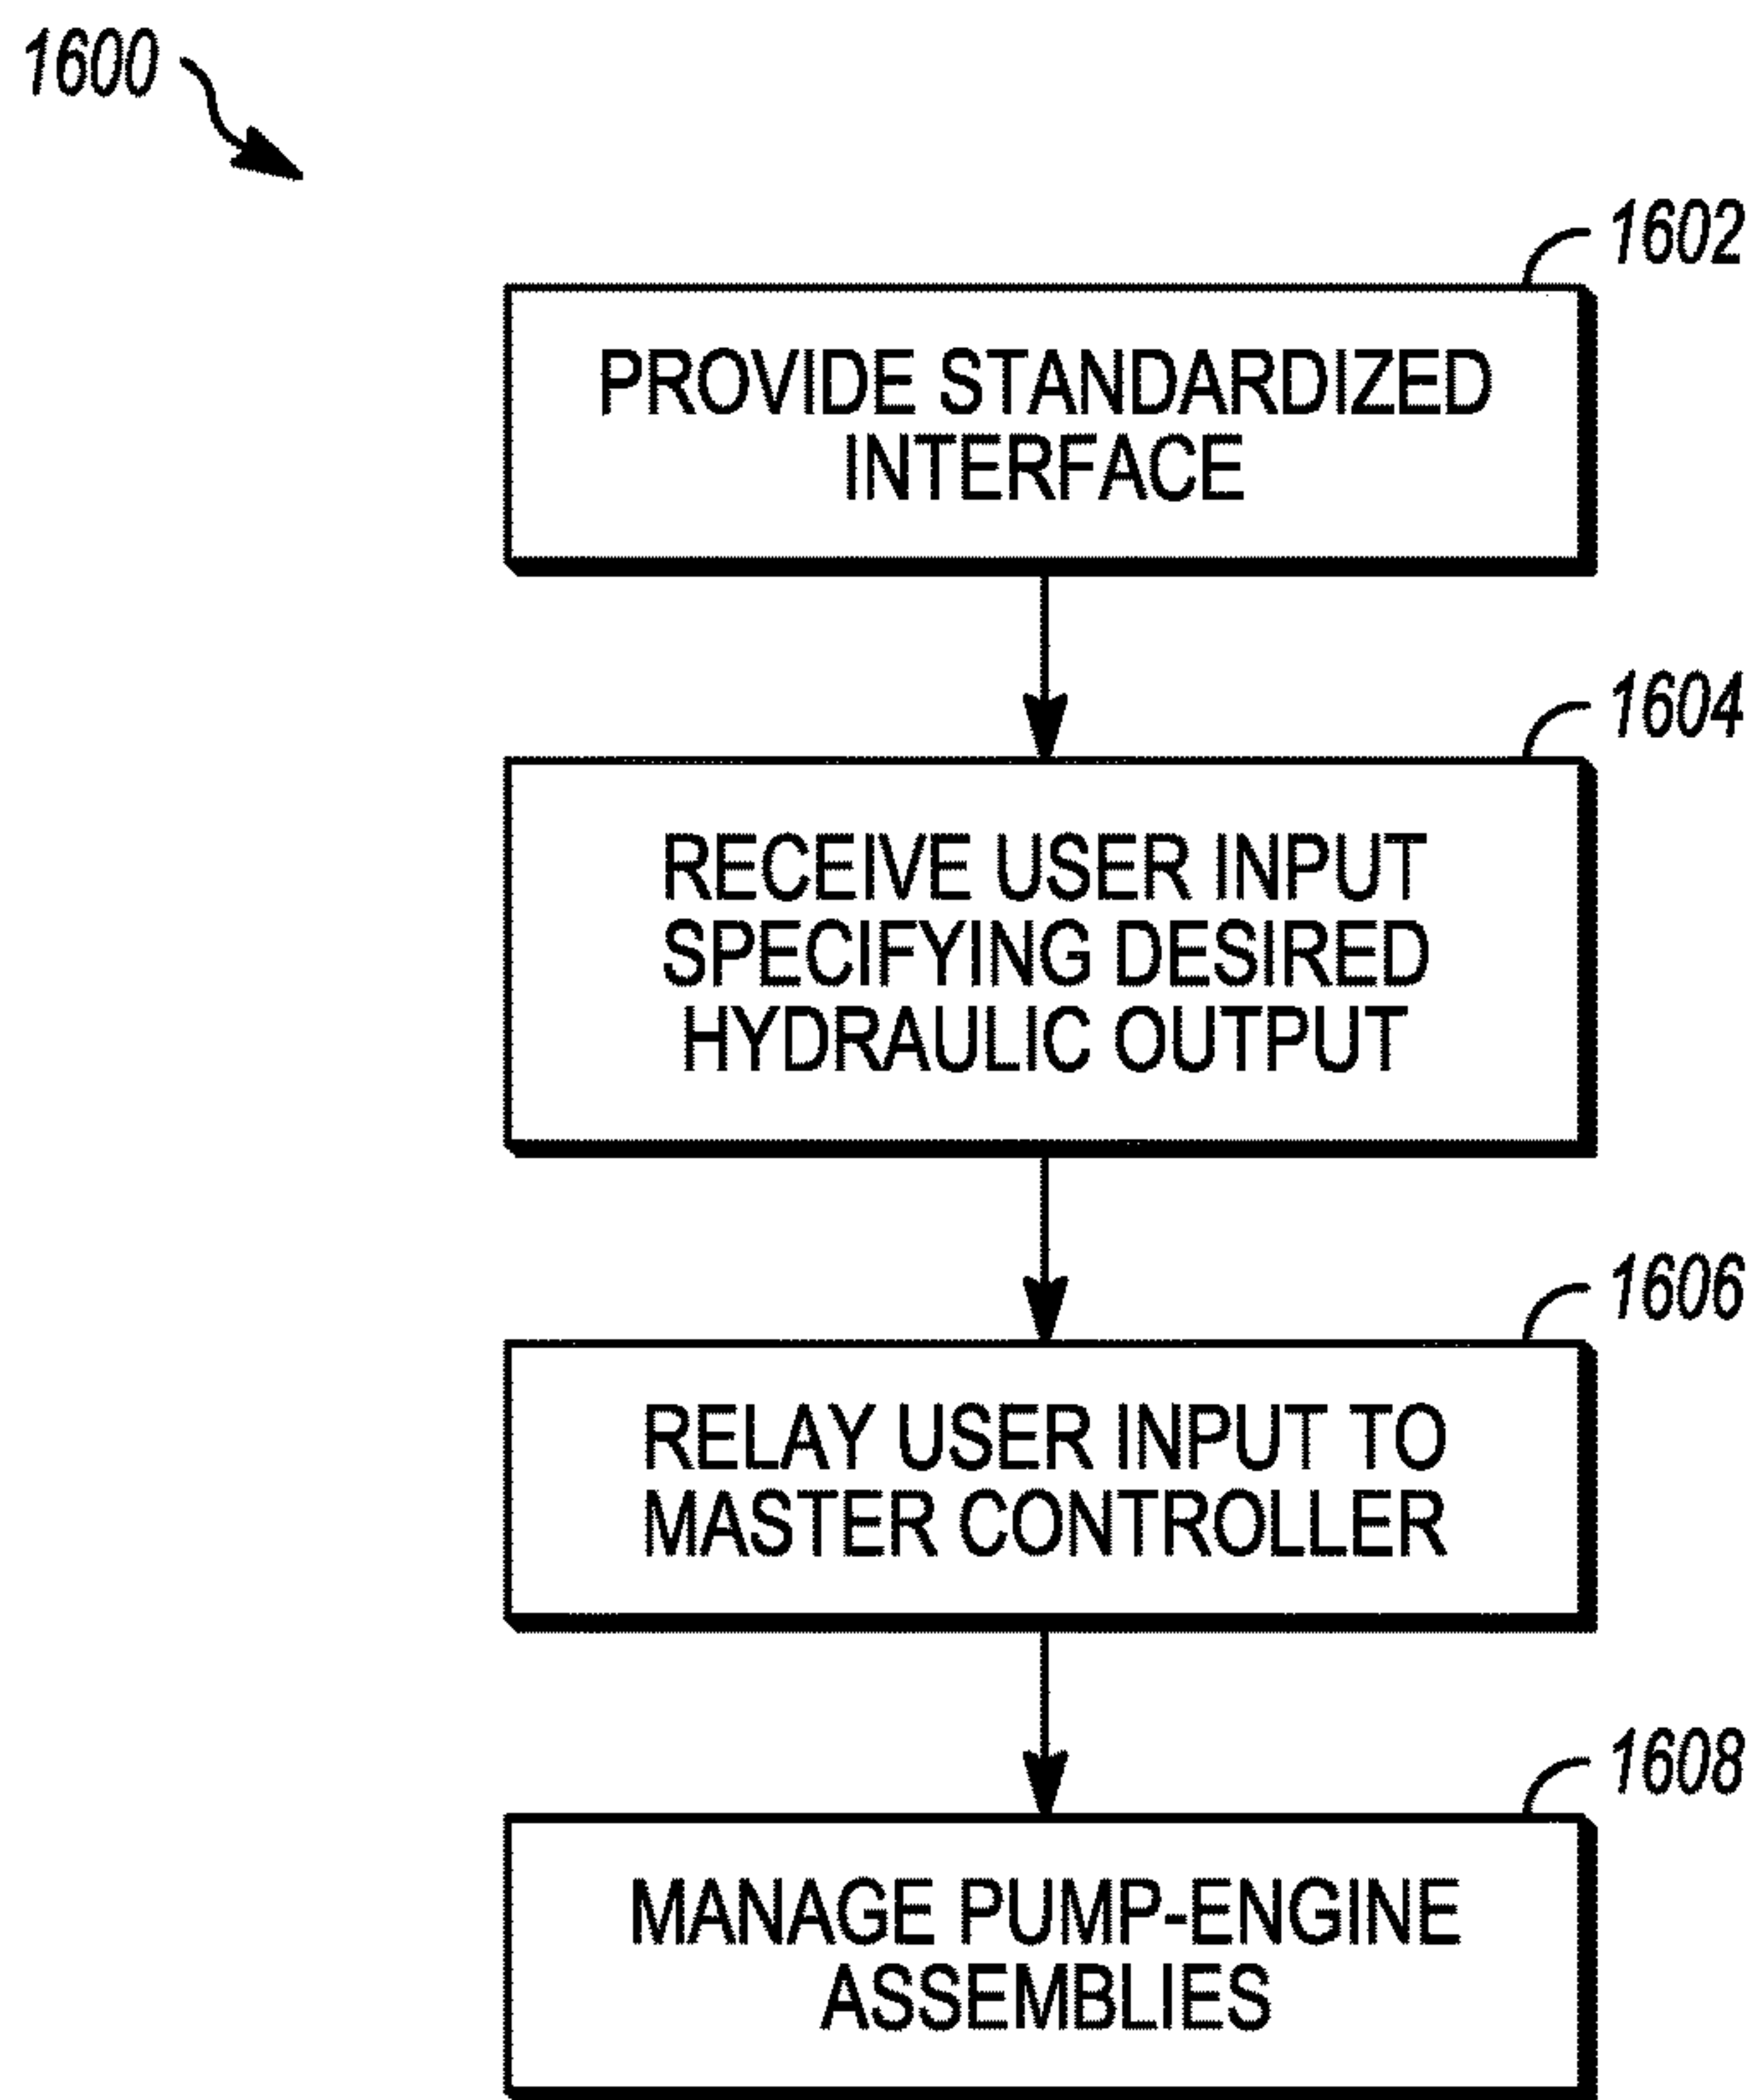 1600
1602
PROVIDE STANDARDIZED
INTERFACE
1604
RECEIVE USER INPUT
SPECIFYING DESIRED
HYDRAULIC OUTPUT
1606
RELAY USER INPUT TO
MASTER CONTROLLER
1608
MANAGE PUMP-ENGINE
ASSEMBLIES